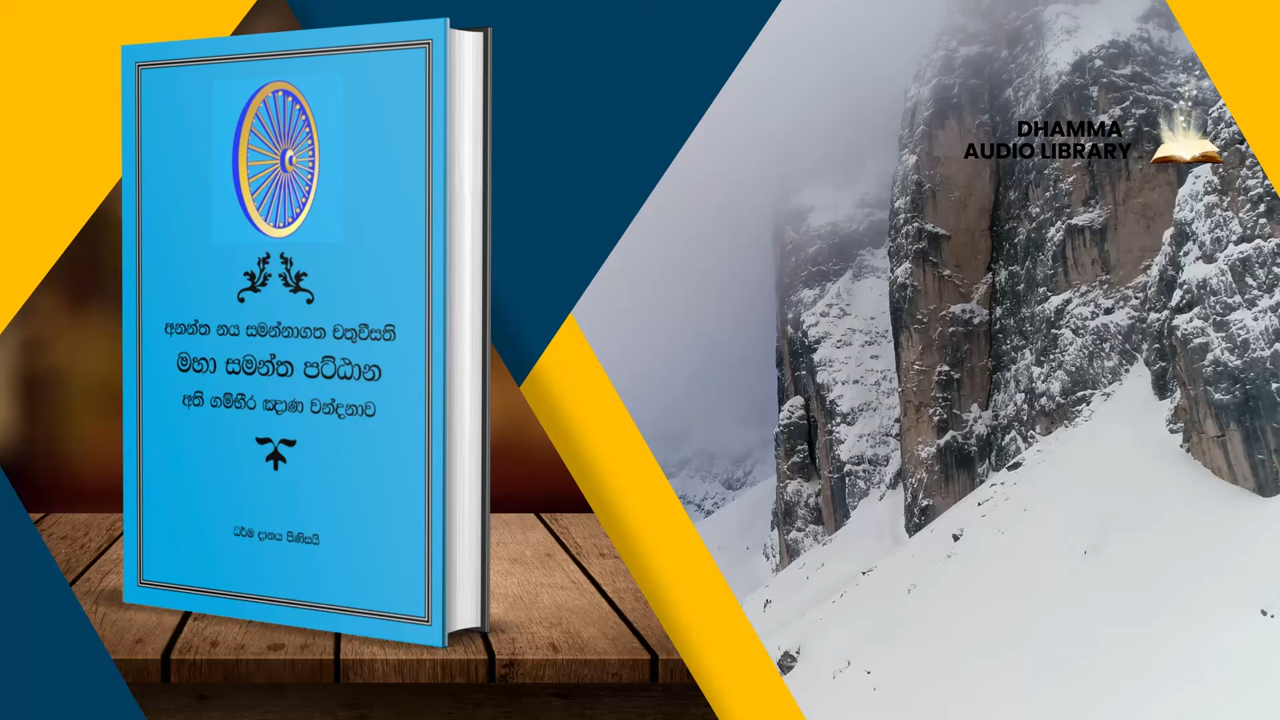 අනන්ත නය සමන්නාගත චතුවීසති
මහා සමන්ත පට්ඨාන
අති ගම්භීර ඤාණ වන්දනාව
ධර්ම දානය පිණිසයි
DHAMMA
AUDIO LIBRARY